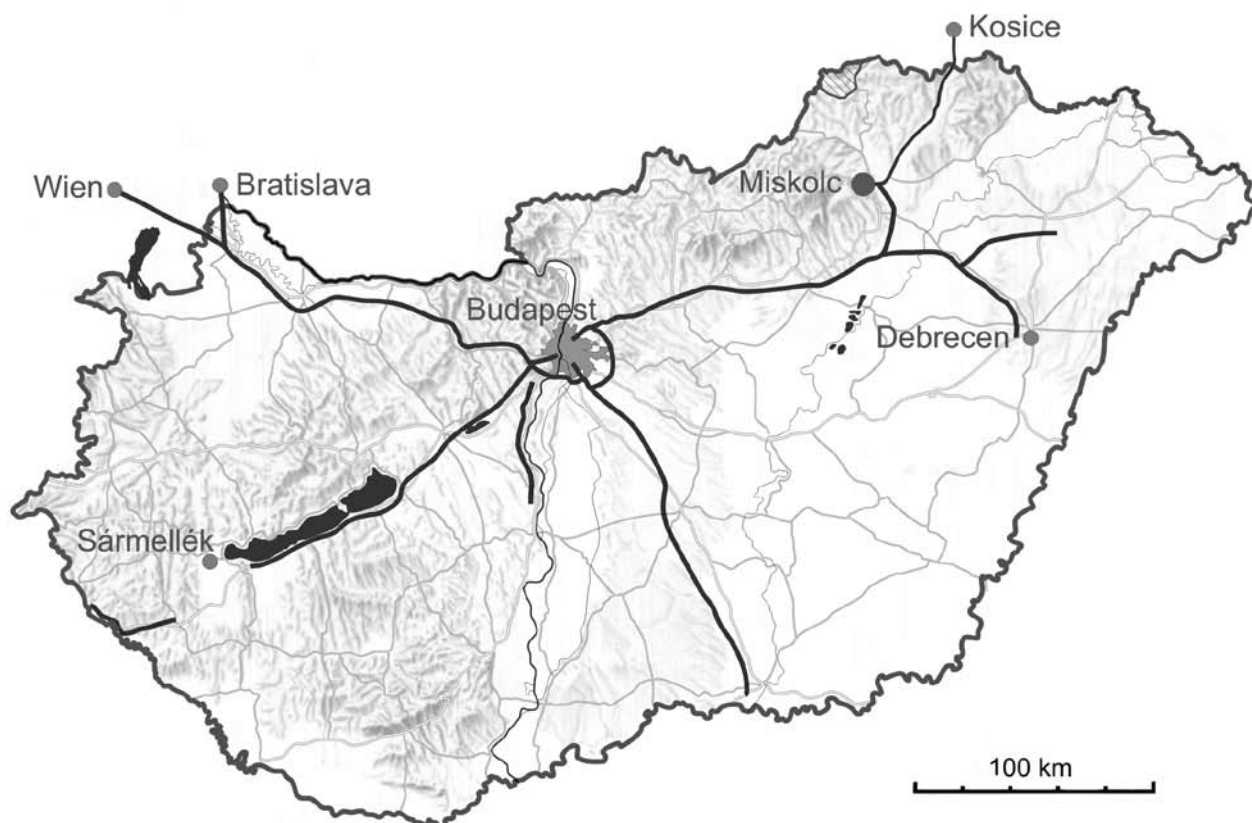 Kosice
Wien
Bratislava
Miskolc
Budapest
Debrecen
Sármellék
100 km